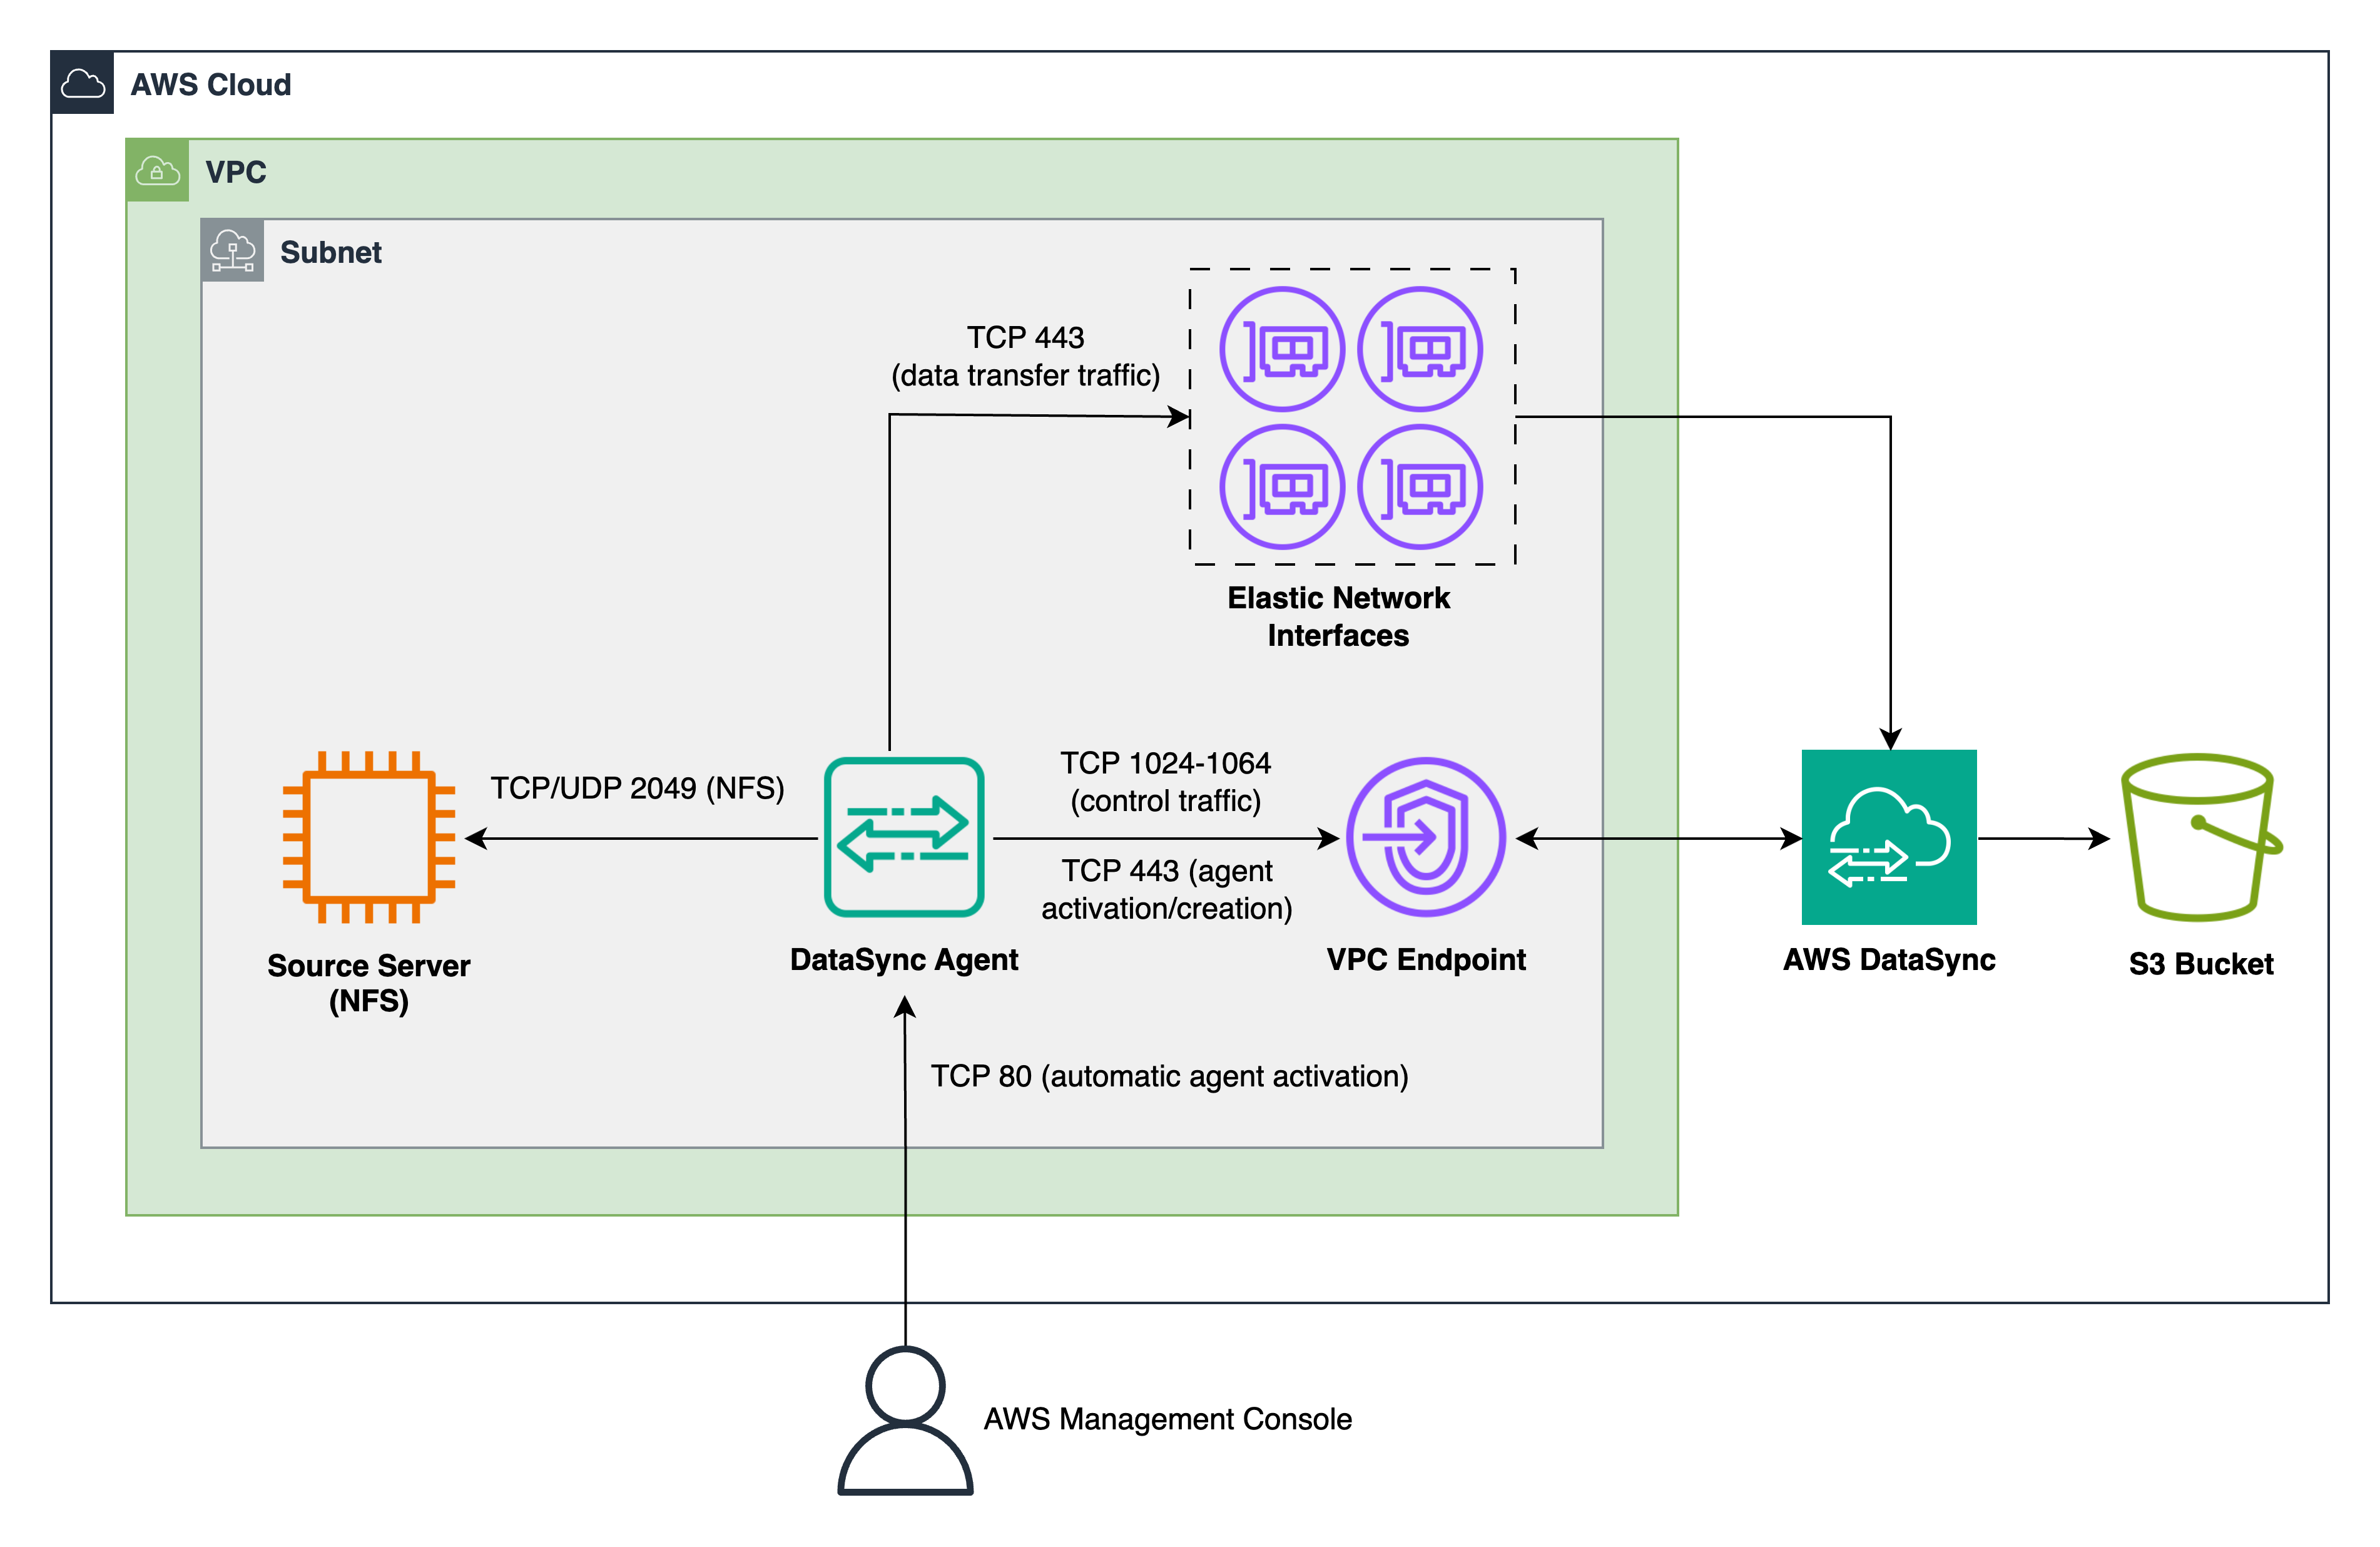 AWS Cloud
VPC
Subnet
TCP 443
(data transfer traffic)
Elastic Network
Interfaces
TCP/UDP 2049 (NFS)
TCP 1024-1064
(control traffic)
TCP 443 (agent
activation/creation)
Source Server
(NFS)
DataSync Agent
VPC Endpoint
AWS DataSync
S3 Bucket
TCP 80 (automatic agent activation)
AWS Management Console